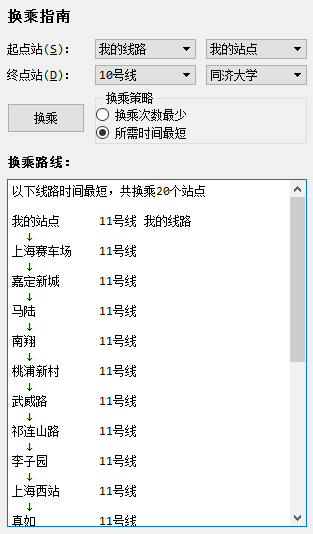 换乘指南
起点站(S): 我的线路 我的站点
终点站(D): 10号线 同济大学
换乘策略
换乘 换乘次数最少
所需时间最短
换乘路线:
以下线路时间最短，共换乘20个站点
我的站点 11号线 我的线路
↓
上海赛车场 11号线
↓
嘉定新城 11号线
↓
马陆 11号线
↓
南翔 11号线
↓
桃浦新村 11号线
↓
武威路 11号线
↓
祁连山路 11号线
↓
李子园 11号线
↓
上海西站 11号线
↓
真如 11号线